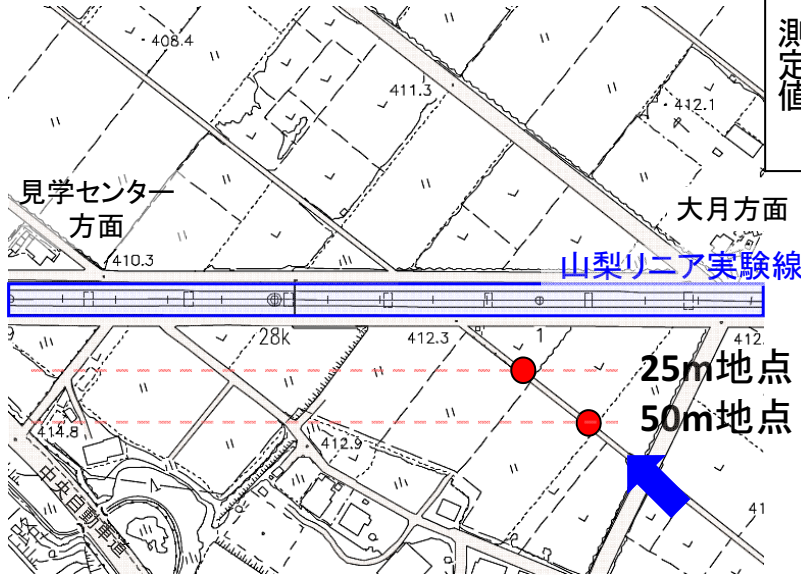 測定値
408.4
411.3
412.1
見学センター
方面
大月方面
410.3
山梨リニア実験線
28k
412.3
1
412.
25m地点
50m地点
414.8
412.9
中央自動車道
41